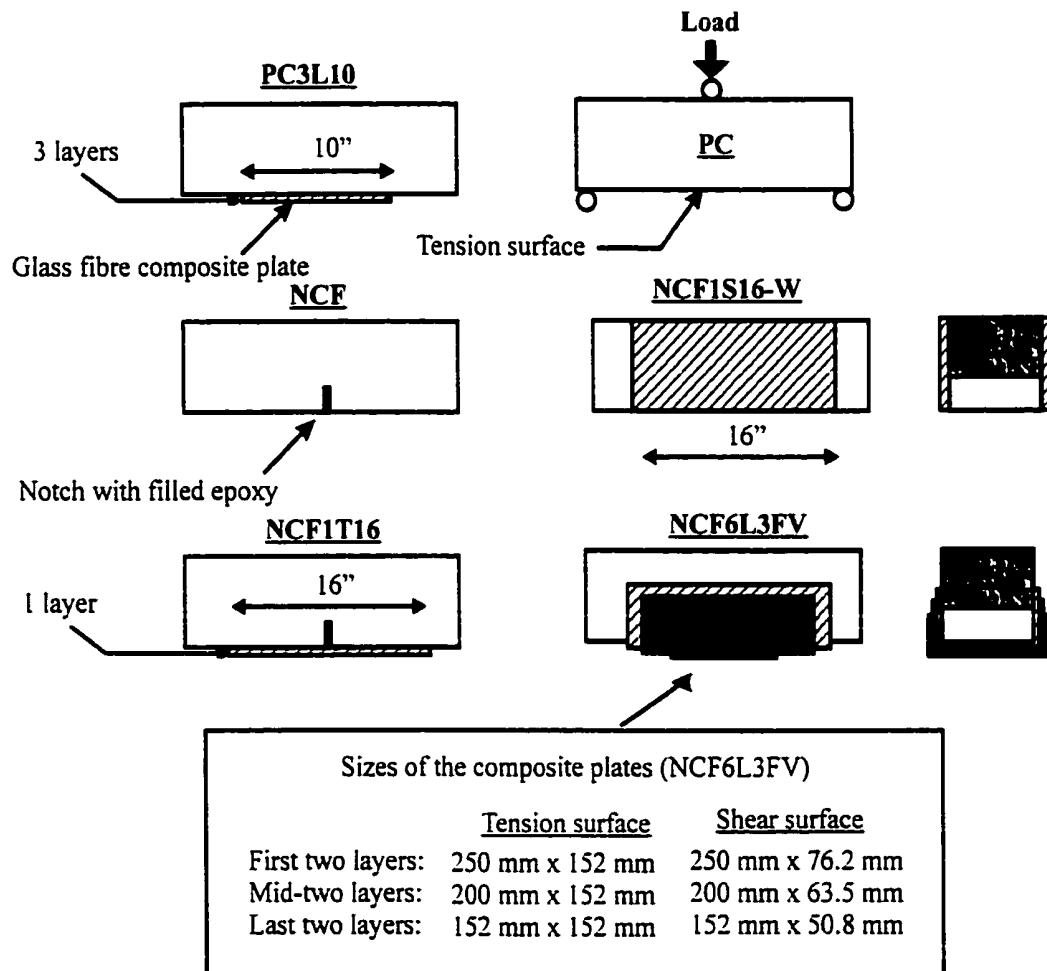 Load
PC3L10
10”
3 layers
PC
Glass fibre composite plate
Tension surface
NCF
NCF1S16-W
16”
Notch with filled epoxy
NCF1T16
NCF6L3FV
16”
1 layer
Sizes of the composite plates (NCF6L3FV)
Tension surface Shear surface
First two layers: 250 mm x 152 mm 250 mm x 76.2 mm
Mid-two layers: 200 mm x 152 mm 200 mm x 63.5 mm
Last two layers: 152 mm x 152 mm 152 mm x 50.8 mm